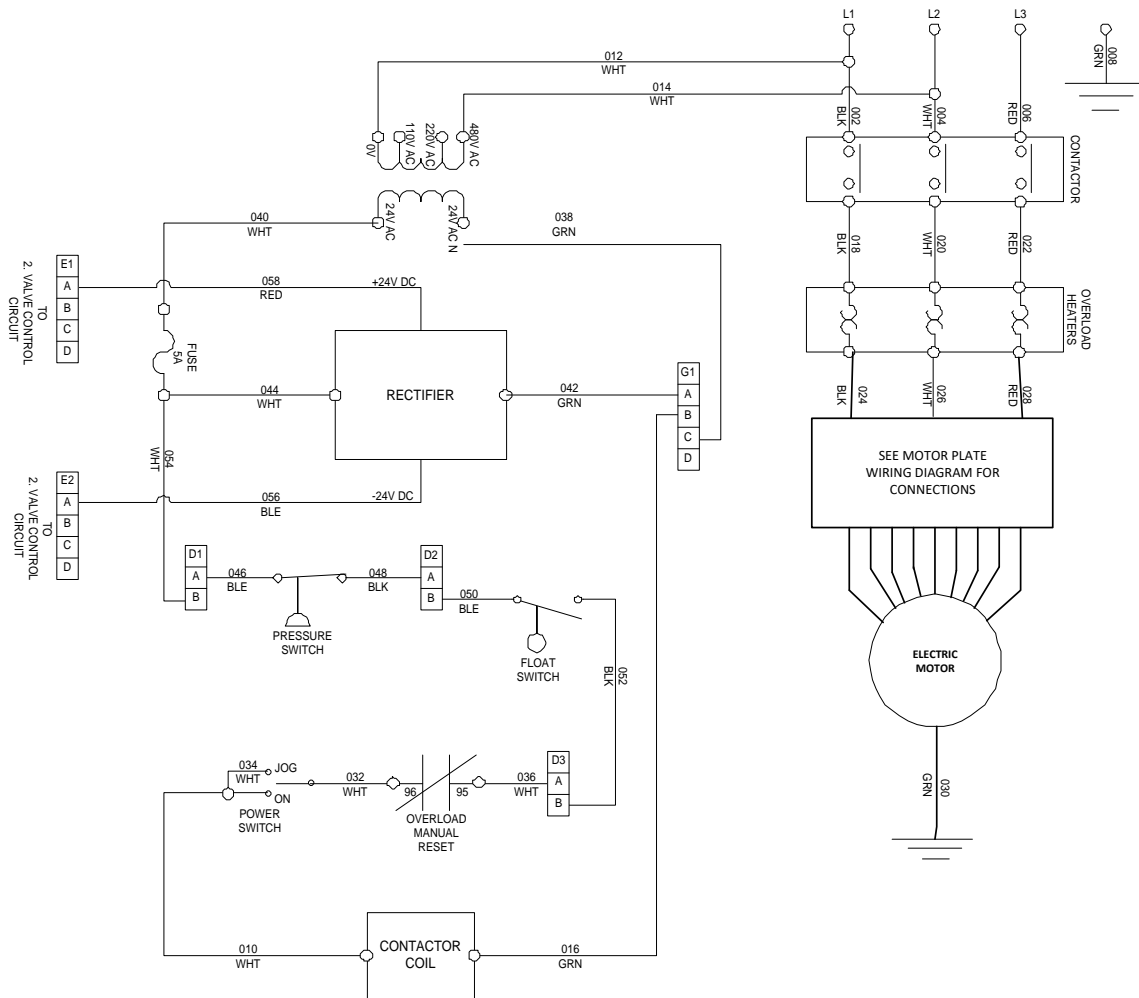 L1
L2
L3
012
WHT
014
WHT
008
GRN
002
BLK
004
WHT
006
RED
0V
110V AC
220V AC
480V AC
CONTACTOR
24V AC
24V AC N
040
WHT
038
GRN
018
BLK
020
WHT
022
RED
E1
A
B
C
D
TO
2. VALVE CONTROL
CIRCUIT
058
RED
+24V DC
OVERLOAD
HEATERS
FUSE
5A
RECTIFIER
044
WHT
042
GRN
G1
A
B
C
D
024
BLK
026
WHT
028
RED
SEE MOTOR PLATE
WIRING DIAGRAM FOR
CONNECTIONS
054
WHT
E2
A
B
C
D
TO
2. VALVE CONTROL
CIRCUIT
056
BLE
-24V DC
D1
A
B
046
BLE
048
BLK
D2
A
B
050
BLE
PRESSURE
SWITCH
FLOAT
SWITCH
052
BLK
ELECTRIC
MOTOR
034
WHT
JOG
ON
POWER
SWITCH
032
WHT
96
95
OVERLOAD
MANUAL
RESET
036
WHT
D3
A
B
030
GRN
010
WHT
CONTACTOR
COIL
016
GRN